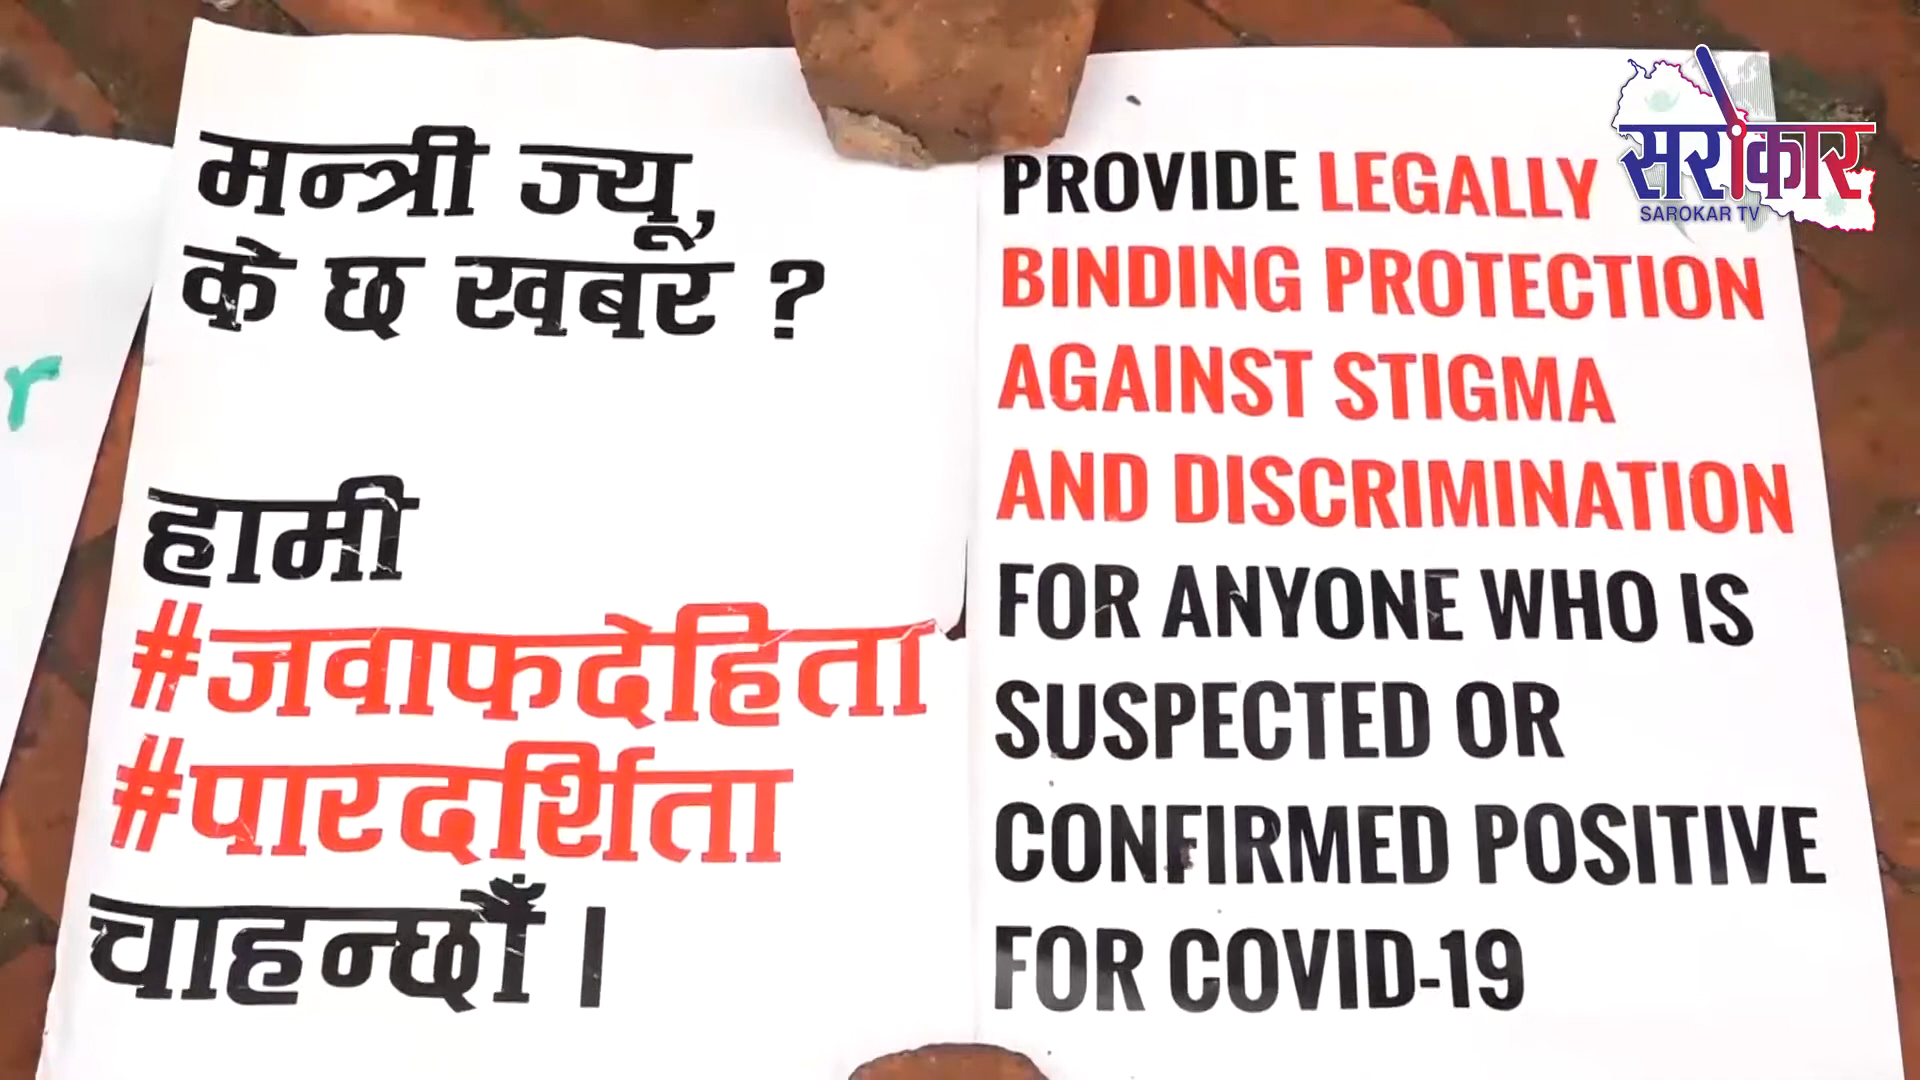 मन्त्री ज्यू,
के छ खबर ?
हामी
#जवाफदेहिता
#पारदर्शिता
चाहन्छौँ |
PROVIDE LEGALLY
BINDING PROTECTION
AGAINST STIGMA
AND DISCRIMINATION
FOR ANYONE WHO IS
SUSPECTED OR
CONFIRMED POSITIVE
FOR COVID-19
सरोकार
SAROKAR TV
r